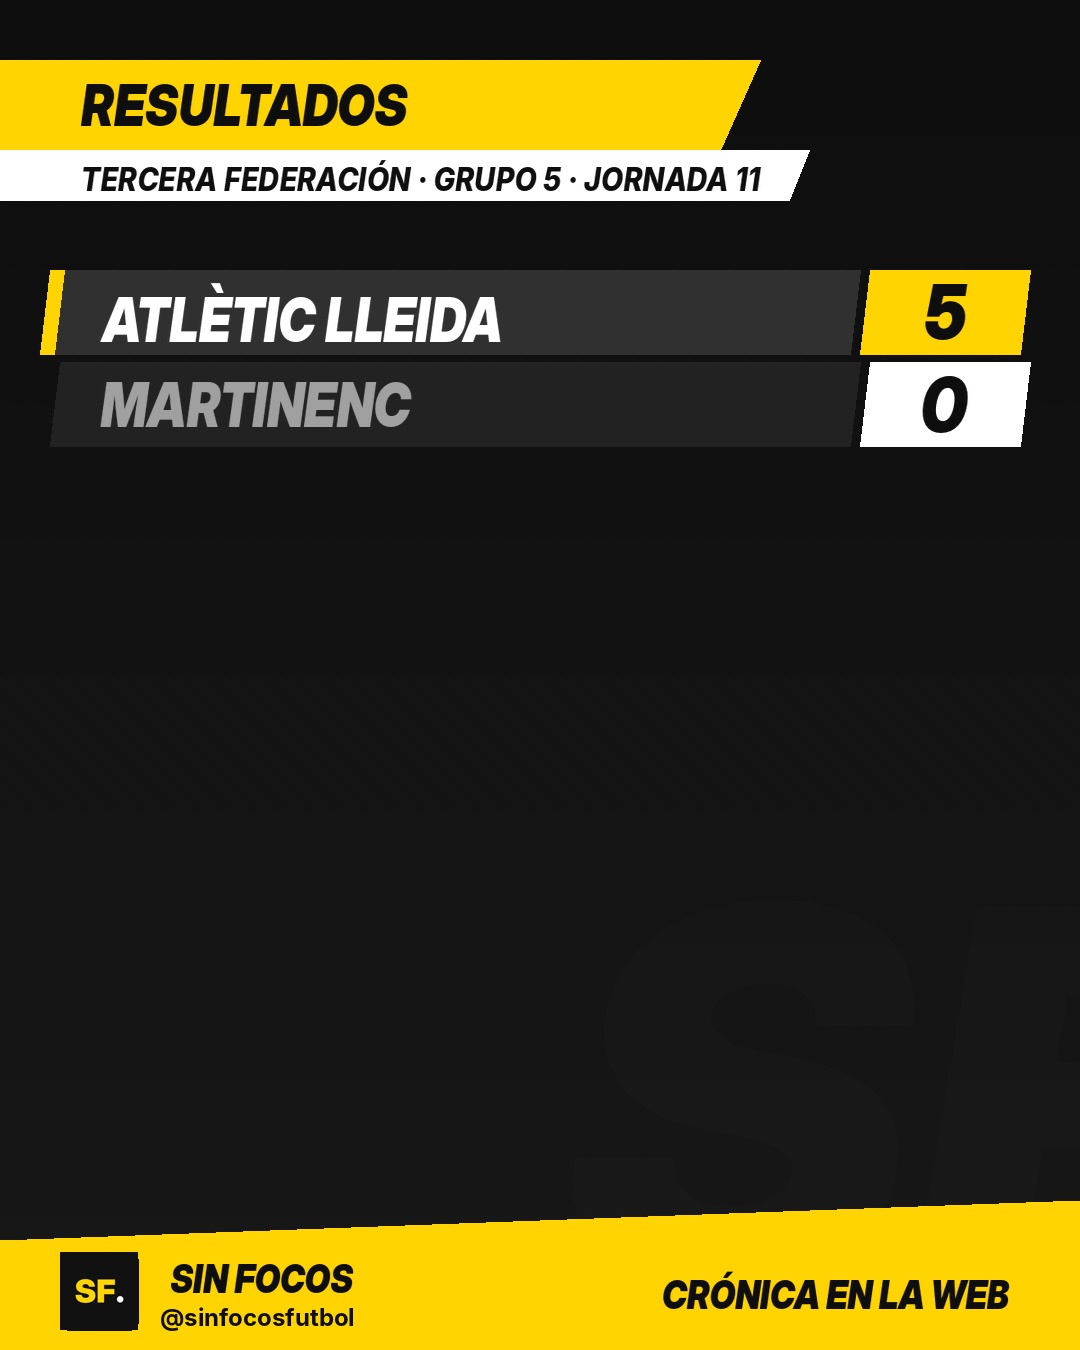 RESULTADOS
TERCERA FEDERACIÓN · GRUPO 5 · JORNADA 11
ATLÈTIC LLEIDA 5
MARTINENC 0
SF
SF.
SIN FOCOS
@sinfocosfutbol
CRÓNICA EN LA WEB